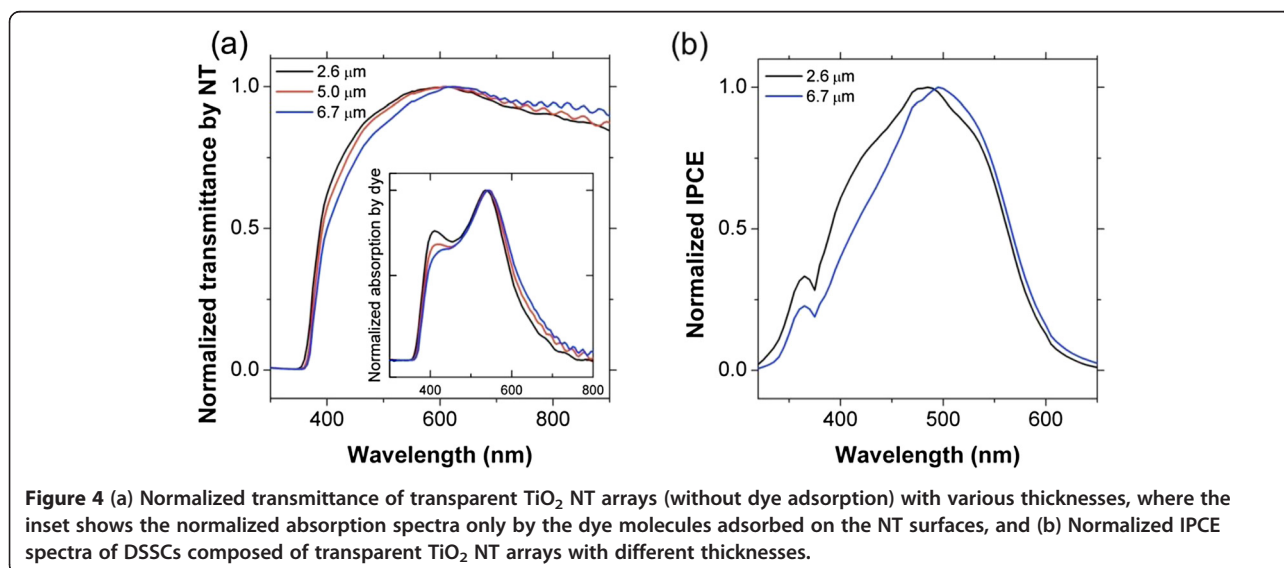 (a)
2.6 μm
5.0 μm
6.7 μm
Normalized transmittance by NT
1.0
0.5
0.0
400
600
800
Wavelength (nm)
Normalized absorption by dye
400
600
800
(b)
2.6 μm
6.7 μm
Normalized IPCE
1.0
0.5
0.0
400
500
600
Wavelength (nm)
Figure 4 (a) Normalized transmittance of transparent TiO₂ NT arrays (without dye adsorption) with various thicknesses, where the
inset shows the normalized absorption spectra only by the dye molecules adsorbed on the NT surfaces, and (b) Normalized IPCE
spectra of DSSCs composed of transparent TiO₂ NT arrays with different thicknesses.